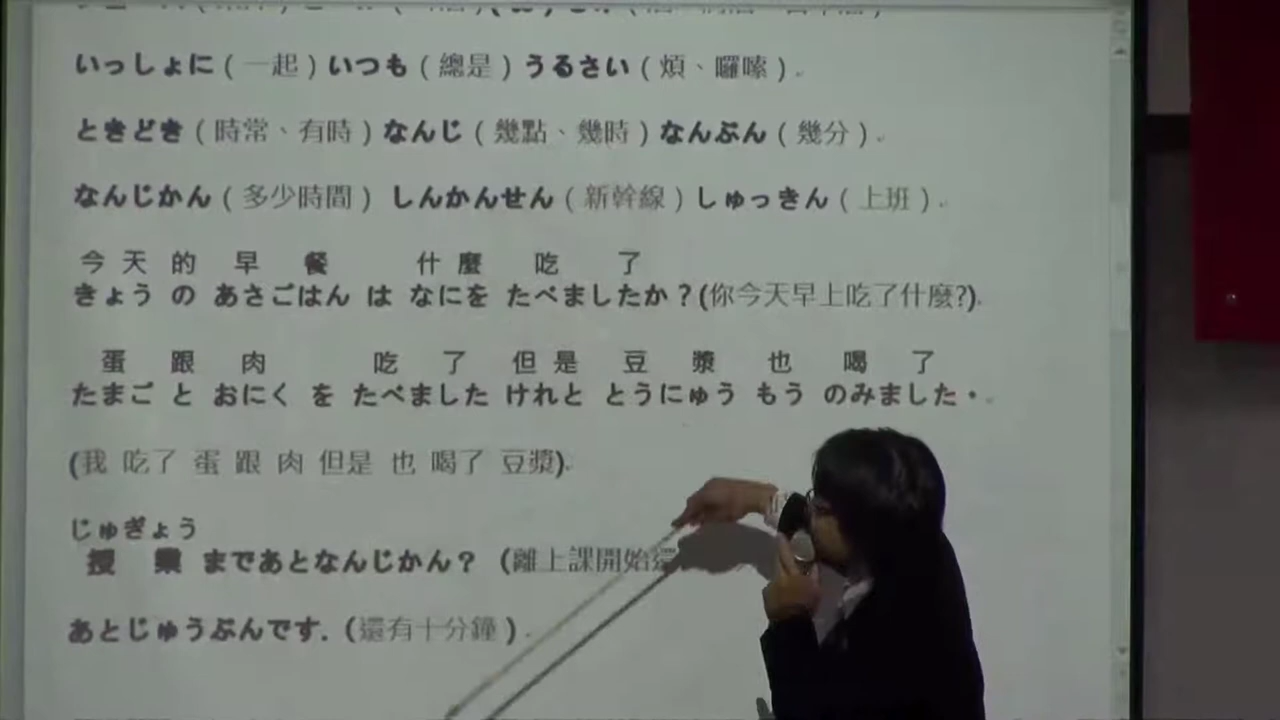 いっしょに(一起)いつも(總是)うるさい(煩、囉嗦)
ときどき(時常、有時)なんじ(幾點、幾時)なんぷん(幾分)
なんじかん(多少時間) しんかんせん(新幹線)しゅっきん(上班)
今天 的 早 餐 什麼 吃 了
きょう の あさごはん は なにを たべましたか?(你今天早上吃了什麼?)
蛋 跟 肉 吃 了 但是 豆 漿 也 喝 了
たまご と おにく を たべました けれと とうにゅう もう のみました・
(我 吃了 蛋 跟 肉 但是 也 喝了 豆漿)
じゅぎょう
授 業 まであとなんじかん? (離上課開始還
あとじゅうぷんです. (還有十分鐘)